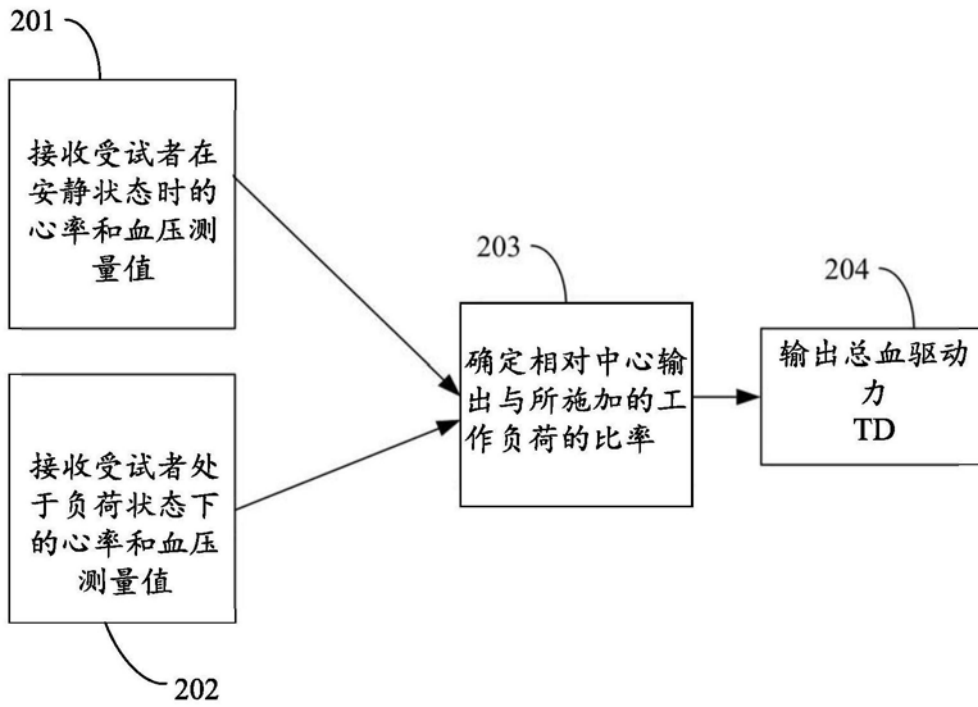 201
接收受试者在
安静状态时的
心率和血压测
量值
接收受试者处
于负荷状态下
的心率和血压
测量值
202
203
确定相对中心输
出与所施加的工
作负荷的比率
204
输出总血驱动
力
TD